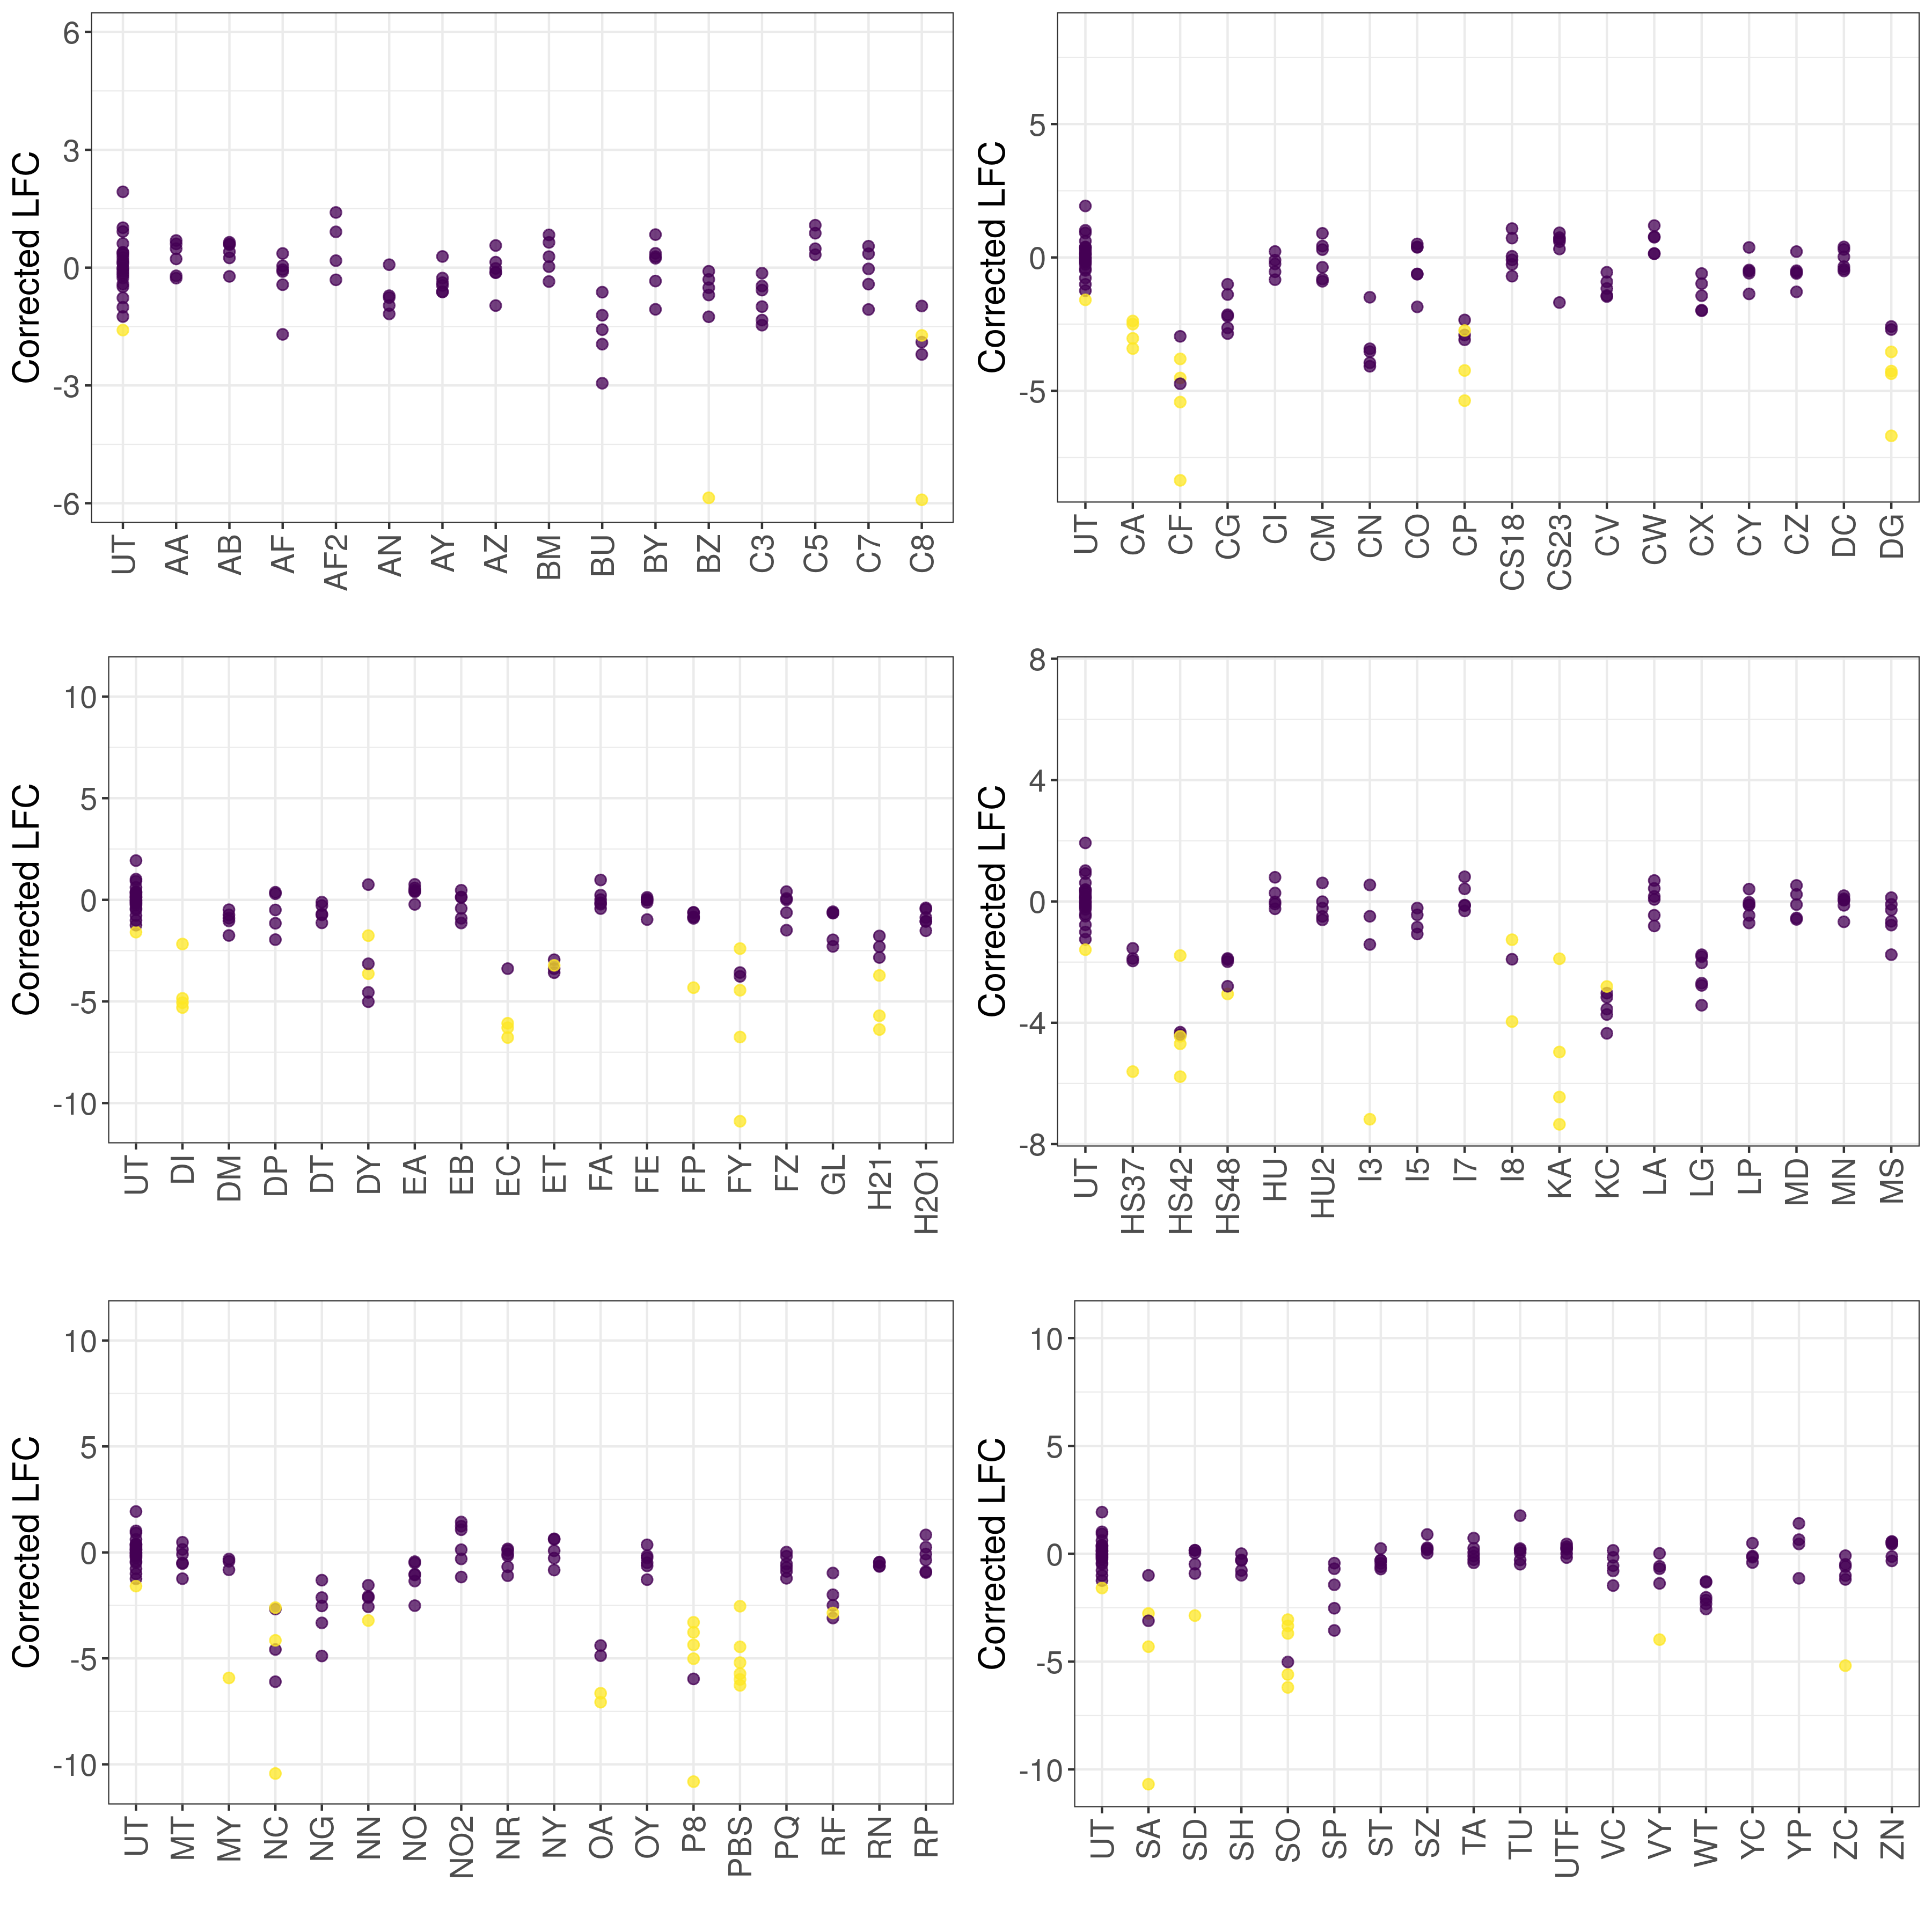 Corrected LFC
6
3
0
-3
-6
UT AA AB AF AF2 AN AY AZ BM BU BY BZ C3 C5 C7 C8
Corrected LFC
5
0
-5
UT CA CF CG CI CM CN CO CP CS18 CS23 CV CW CX CY CZ DC DG
Corrected LFC
10
5
0
-5
-10
UT DI DM DP DT DY EA EB EC ET FA FE FP FY FZ GL H21 H2O1
Corrected LFC
8
4
0
-4
-8
UT HS37 HS42 HS48 HU HU2 I3 I5 I7 I8 KA KC LA LG LP MD MN MS
Corrected LFC
10
5
0
-5
-10
UT MT MY NC NG NN NO NO2 NR NY OA OY P8 PBS PQ RF RN RP
Corrected LFC
10
5
0
-5
-10
UT SA SD SH SO SP ST SZ TA TU UTF VC VY WT YC YP ZC ZN